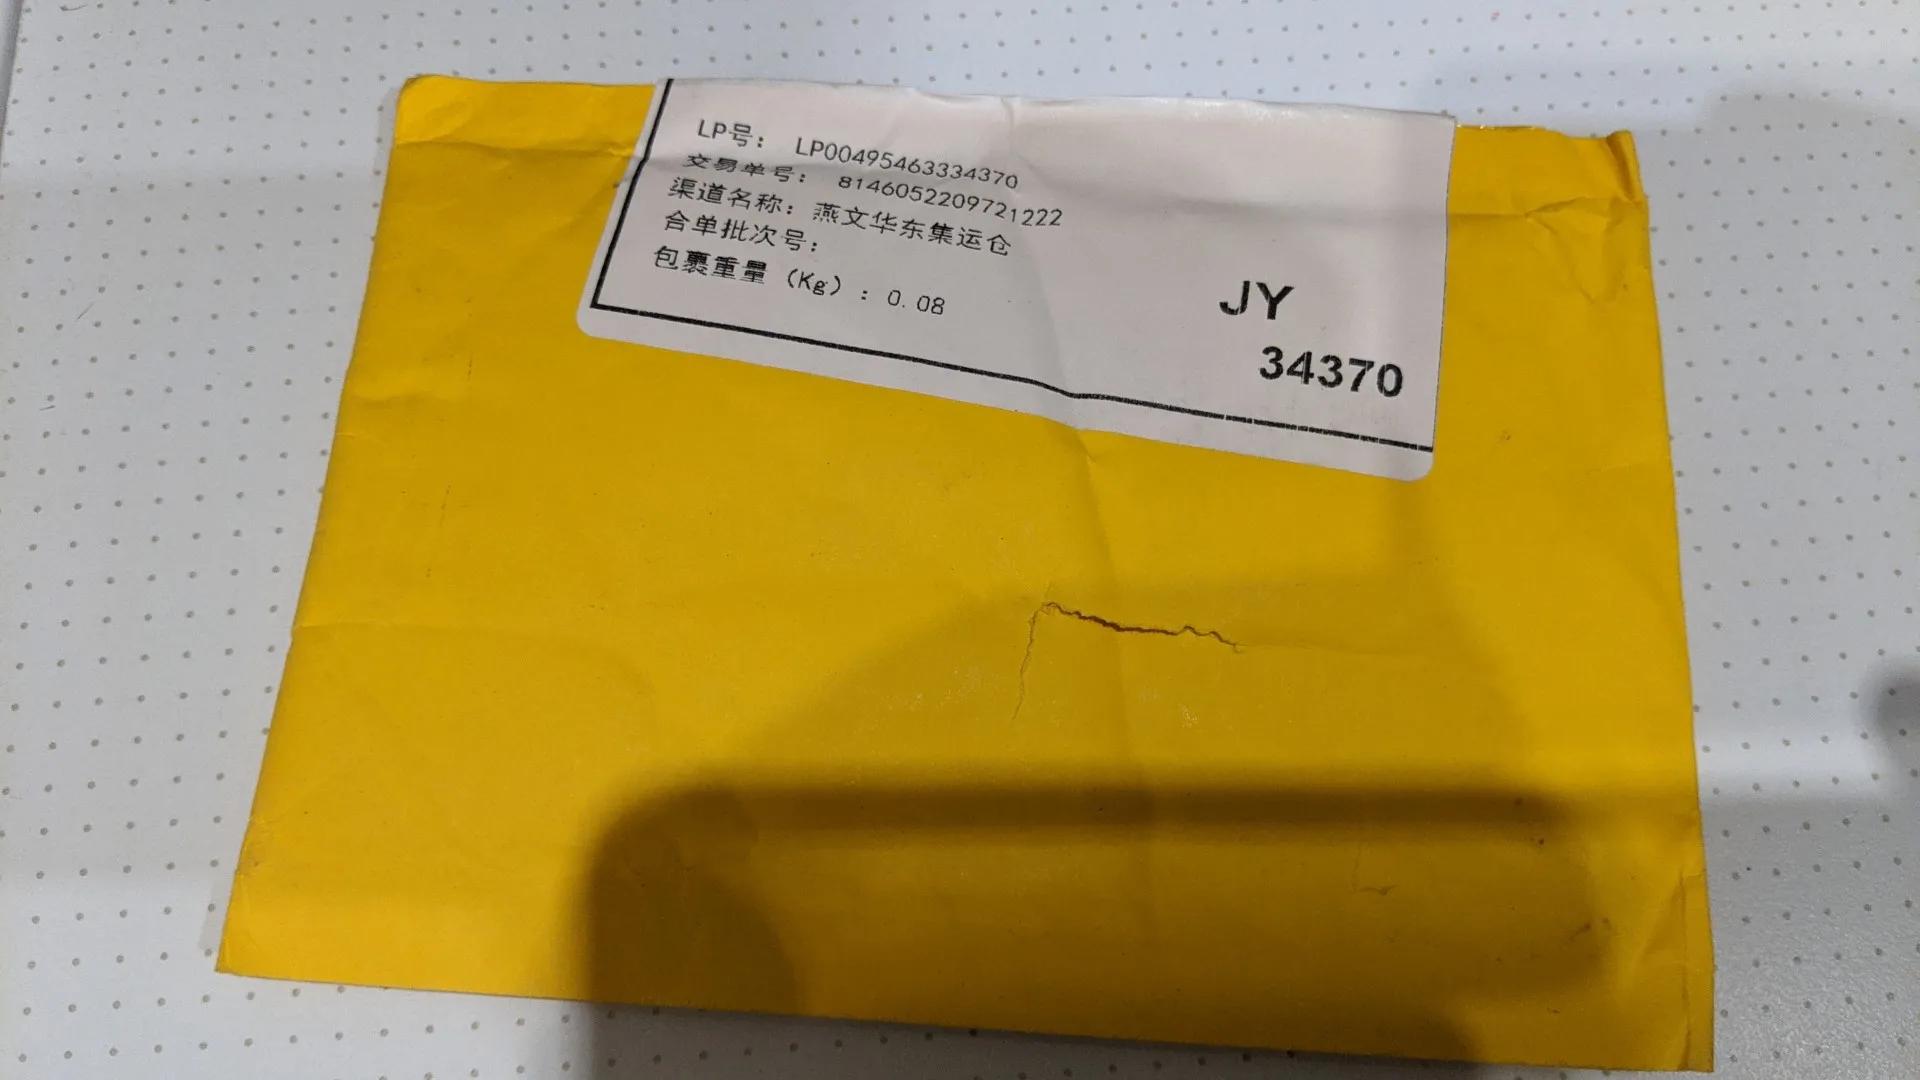 LP号: LP00495463334370
交易单号: 8146052209721222
渠道名称: 燕文华东集运仓
合单批次号:
包裹重量 (Kg) : 0.08
JY
34370